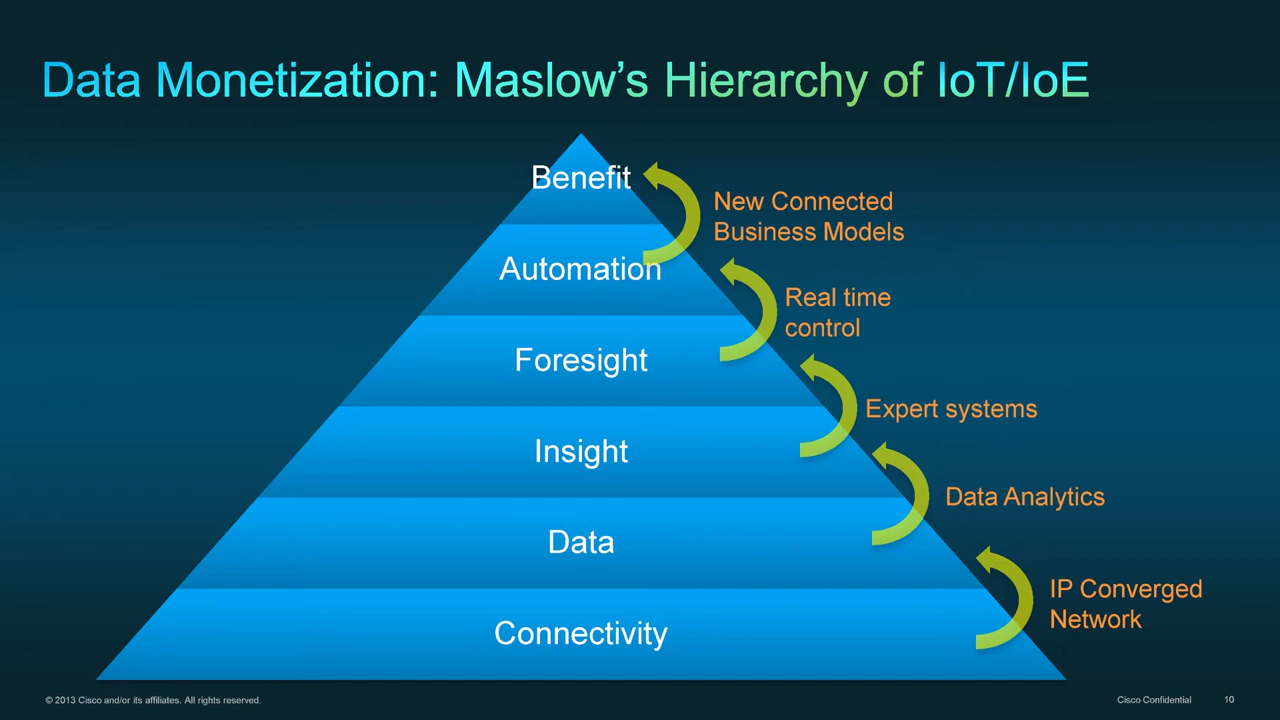 Data Monetization: Maslow's Hierarchy of IoT/IoE
Benefit
New Connected
Business Models
Automation
Real time
control
Foresight
Expert systems
Insight
Data Analytics
Data
IP Converged
Network
Connectivity
© 2013 Cisco and/or its affiliates. All rights reserved.
Cisco Confidential
10